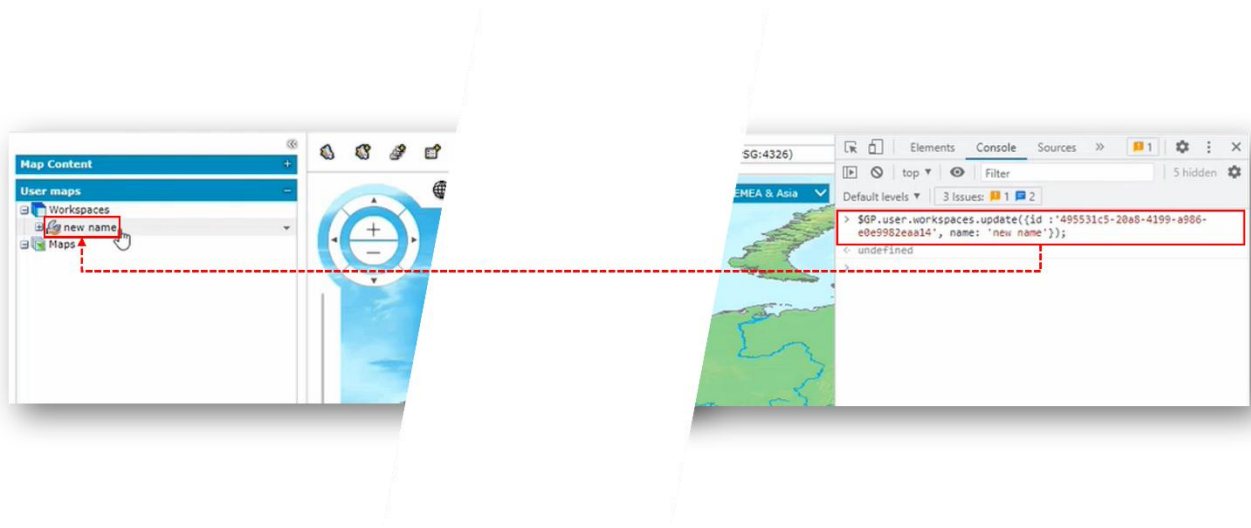 Map Content
User maps
Workspaces
new name
Maps
SG:4326)
EMEA & Asia
Elements Console Sources » 1
top ▼ Filter 5 hidden
Default levels ▼ 3 Issues: 1 2
> $GP.user.workspaces.update({id :'495531c5-20a8-4199-a986-
e0e9982eaa14', name: 'new name'});
undefined